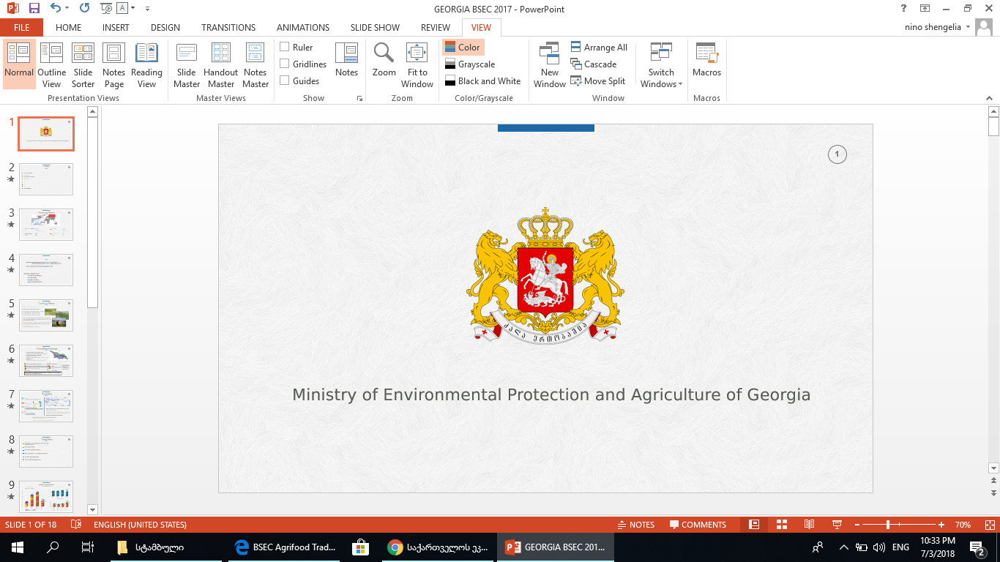 GEORGIA BSEC 2017 - PowerPoint
FILE HOME INSERT DESIGN TRANSITIONS ANIMATIONS SLIDE SHOW REVIEW VIEW nino shengelia
Normal
Outline View
Slide Sorter
Notes Page
Reading View
Presentation Views
Slide Master
Handout Master
Notes Master
Master Views
Ruler
Gridlines
Guides
Show
Notes
Zoom
Fit to Window
Zoom
Color
Grayscale
Black and White
Color/Grayscale
New Window
Arrange All
Cascade
Move Split
Switch Windows
Window
Macros
Macros
1
2
3
4
5
6
7
8
9
1
ძალა ერთობაშია
Ministry of Environmental Protection and Agriculture of Georgia
SLIDE 1 OF 18 ENGLISH (UNITED STATES) NOTES COMMENTS 70%
სტამბული
BSEC Agrifood Trad...
საქართველოს ეკ...
GEORGIA BSEC 201...
ENG
10:33 PM
7/3/2018
2